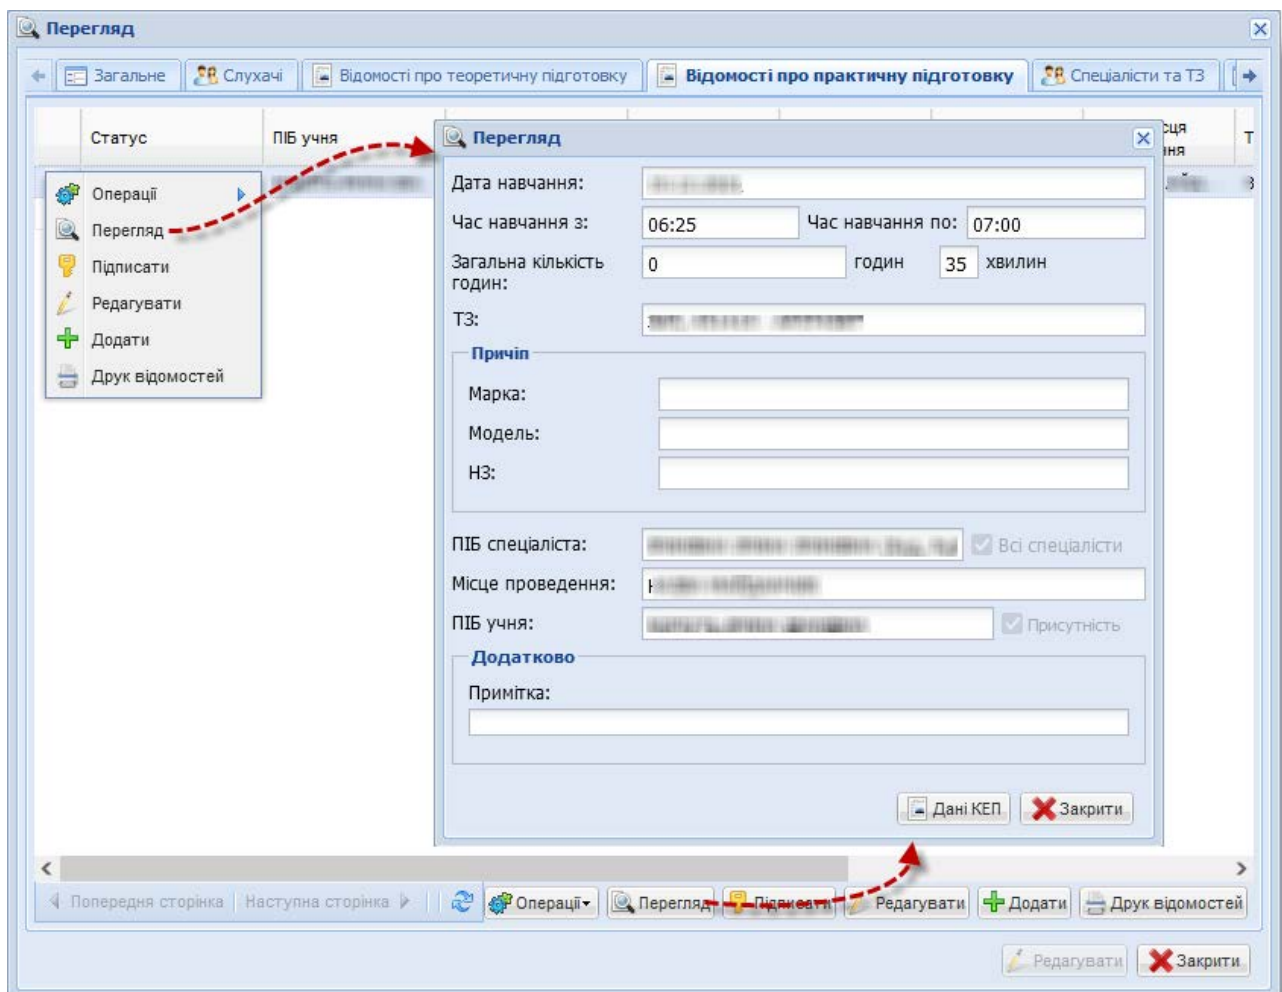 Перегляд
Загальне
Слухачі
Відомості про теоретичну підготовку
Відомості про практичну підготовку
Спеціалісти та ТЗ
Статус
ПІБ учня
Операції
Перегляд
Підписати
Редагувати
Додати
Друк відомостей
Перегляд
Дата навчання:
Час навчання з: 06:25 Час навчання по: 07:00
Загальна кількість
годин: 0 годин 35 хвилин
ТЗ:
Причіп
Марка:
Модель:
НЗ:
ПІБ спеціаліста: Всі спеціалісти
Місце проведення:
ПІБ учня: Присутність
Додатково
Примітка:
Дані КЕП Закрити
Попередня сторінка Наступна сторінка Операції Перегляд Підписати Редагувати Додати Друк відомостей
Редагувати Закрити